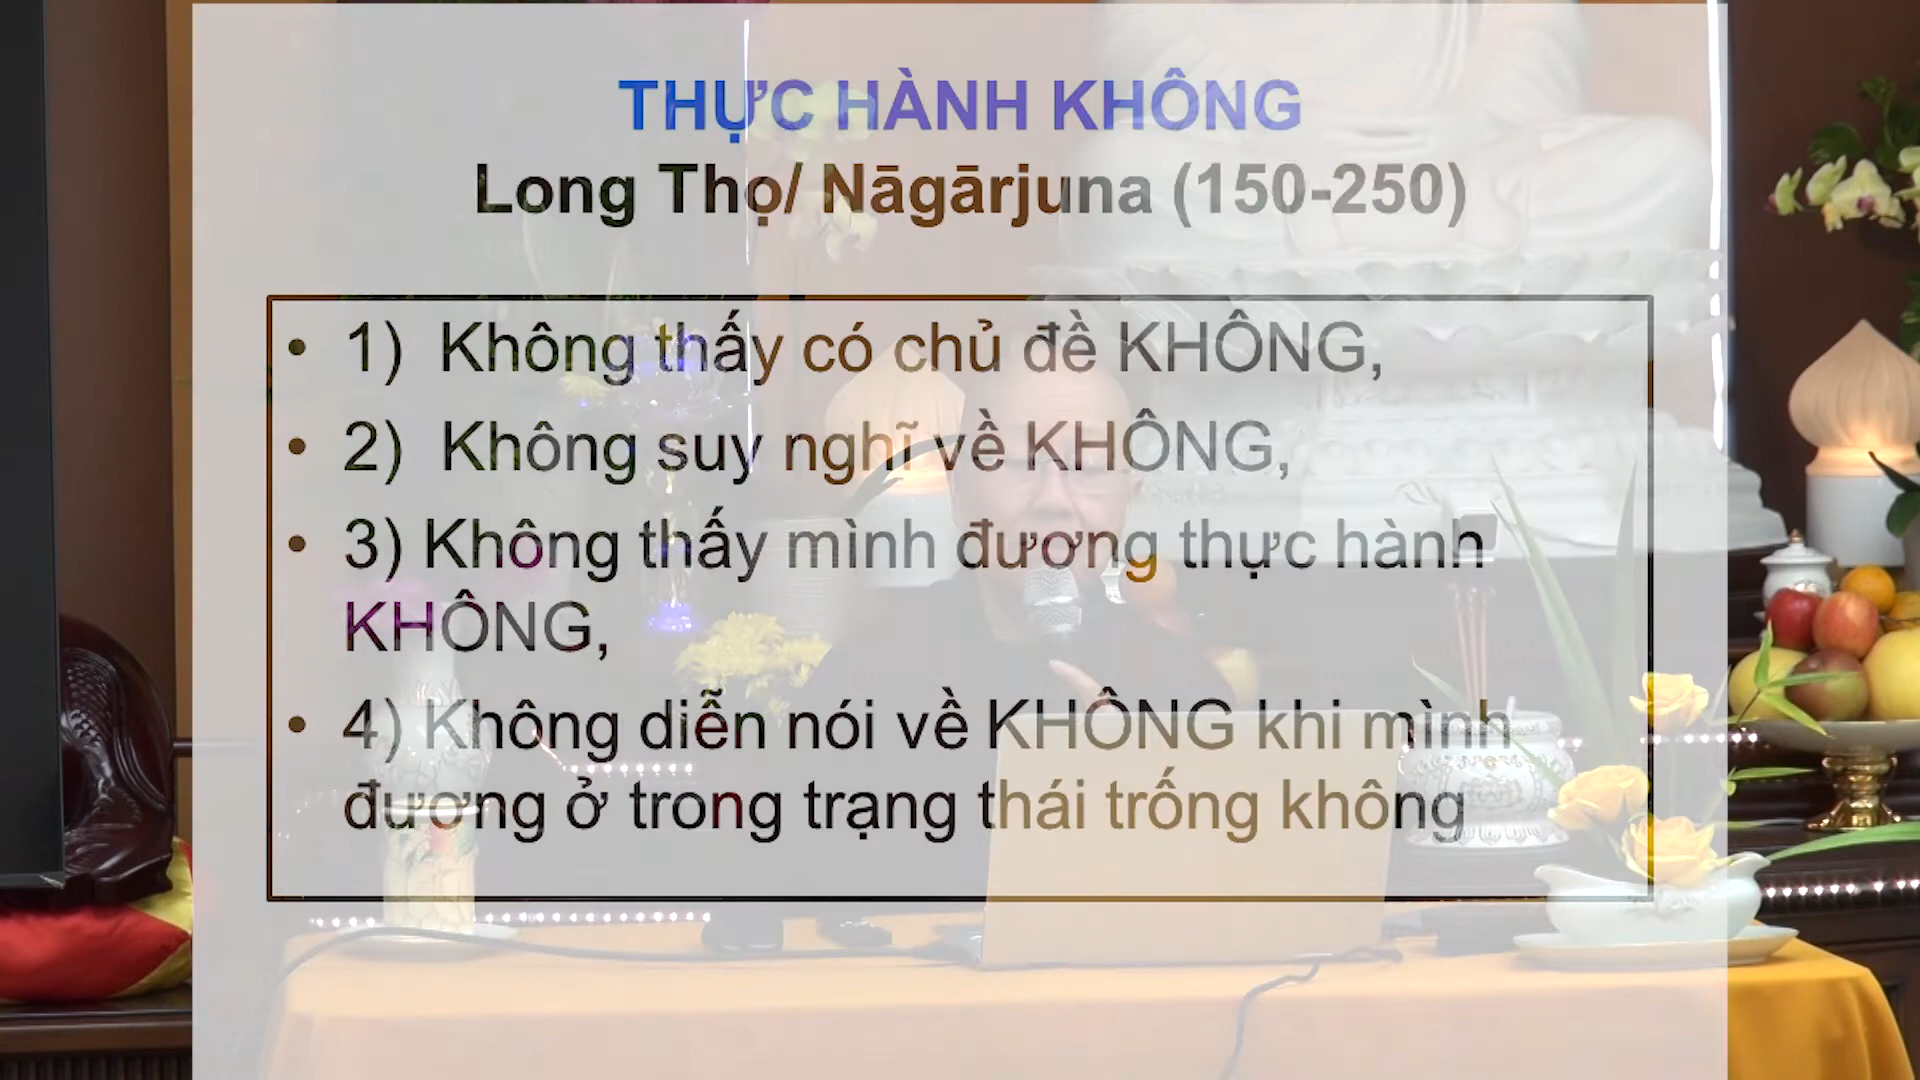 THỰC HÀNH KHÔNG
Long Thọ/ Nāgārjuna (150-250)
• 1) Không thấy có chủ đề KHÔNG,
• 2) Không suy nghĩ về KHÔNG,
• 3) Không thấy mình đương thực hành
KHÔNG,
• 4) Không diễn nói về KHÔNG khi mình
đương ở trong trạng thái trống không